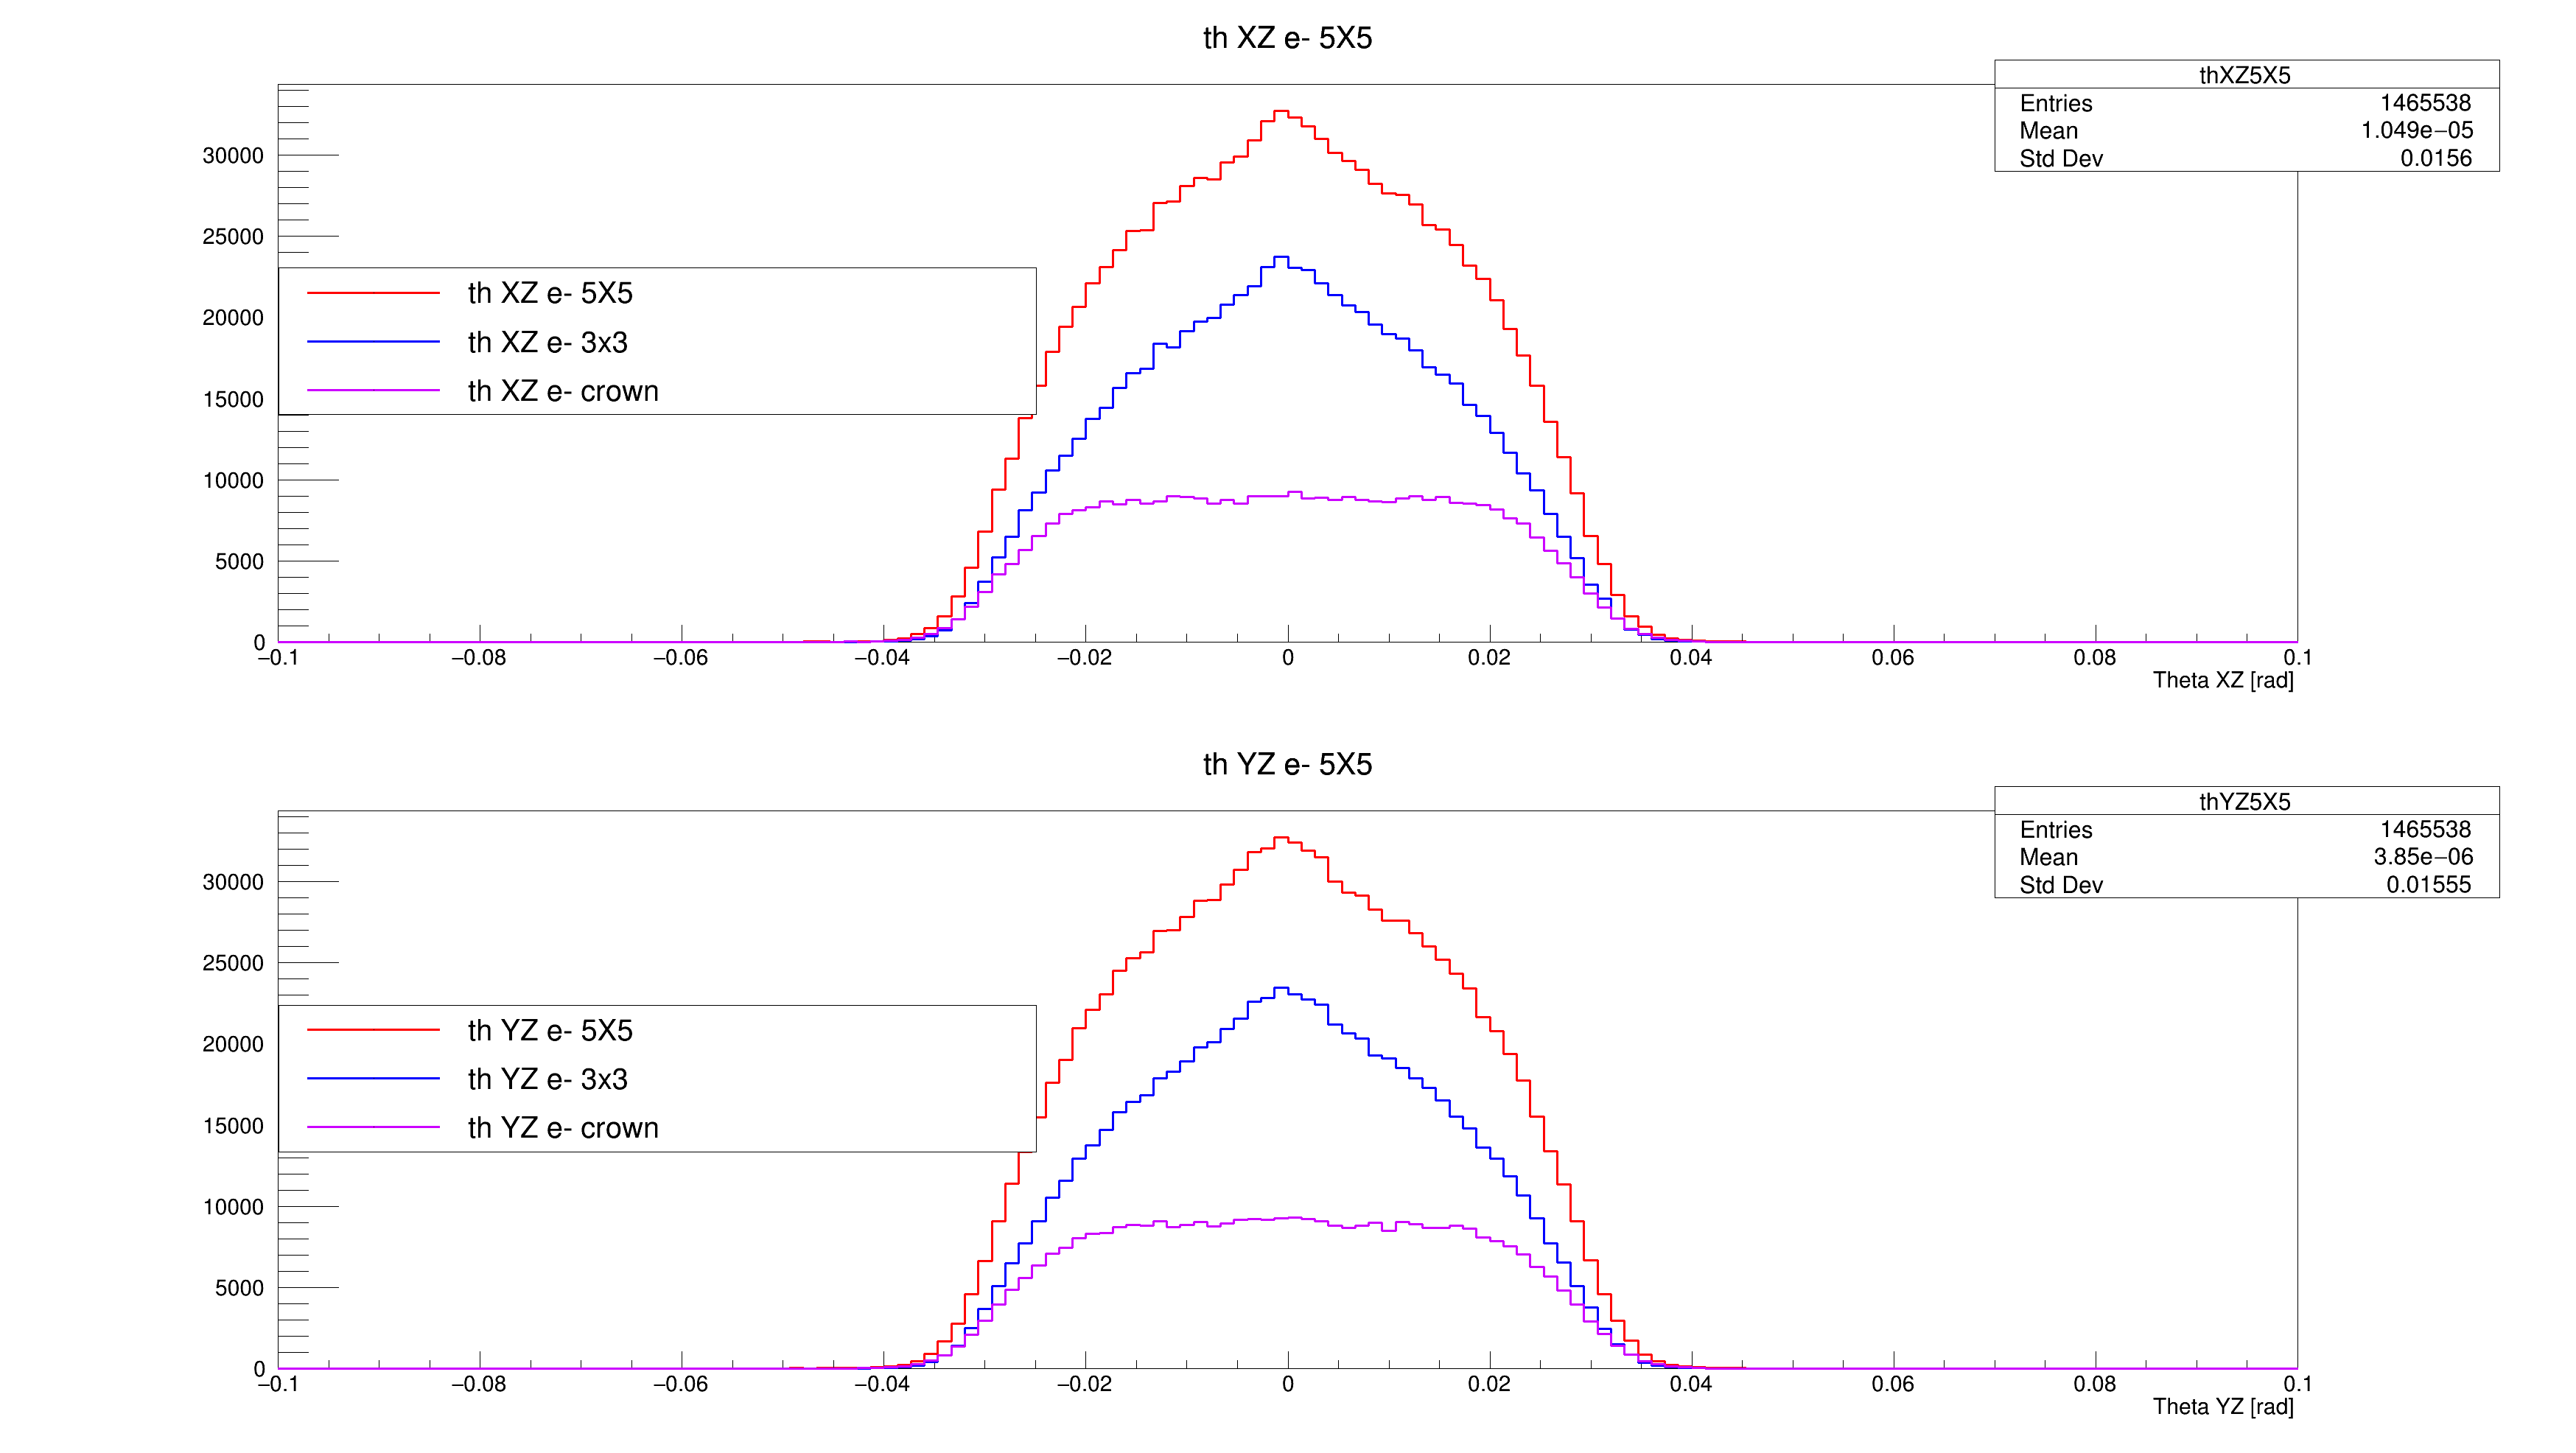 th XZ e- 5X5
thXZ5X5
Entries 1465538
Mean 1.049e−05
Std Dev 0.0156
30000
25000
20000
15000
10000
5000
0
th XZ e- 5X5
th XZ e- 3x3
th XZ e- crown
−0.1 −0.08 −0.06 −0.04 −0.02 0 0.02 0.04 0.06 0.08 0.1
Theta XZ [rad]
th YZ e- 5X5
thYZ5X5
Entries 1465538
Mean 3.85e−06
Std Dev 0.01555
30000
25000
20000
15000
10000
5000
0
th YZ e- 5X5
th YZ e- 3x3
th YZ e- crown
−0.1 −0.08 −0.06 −0.04 −0.02 0 0.02 0.04 0.06 0.08 0.1
Theta YZ [rad]